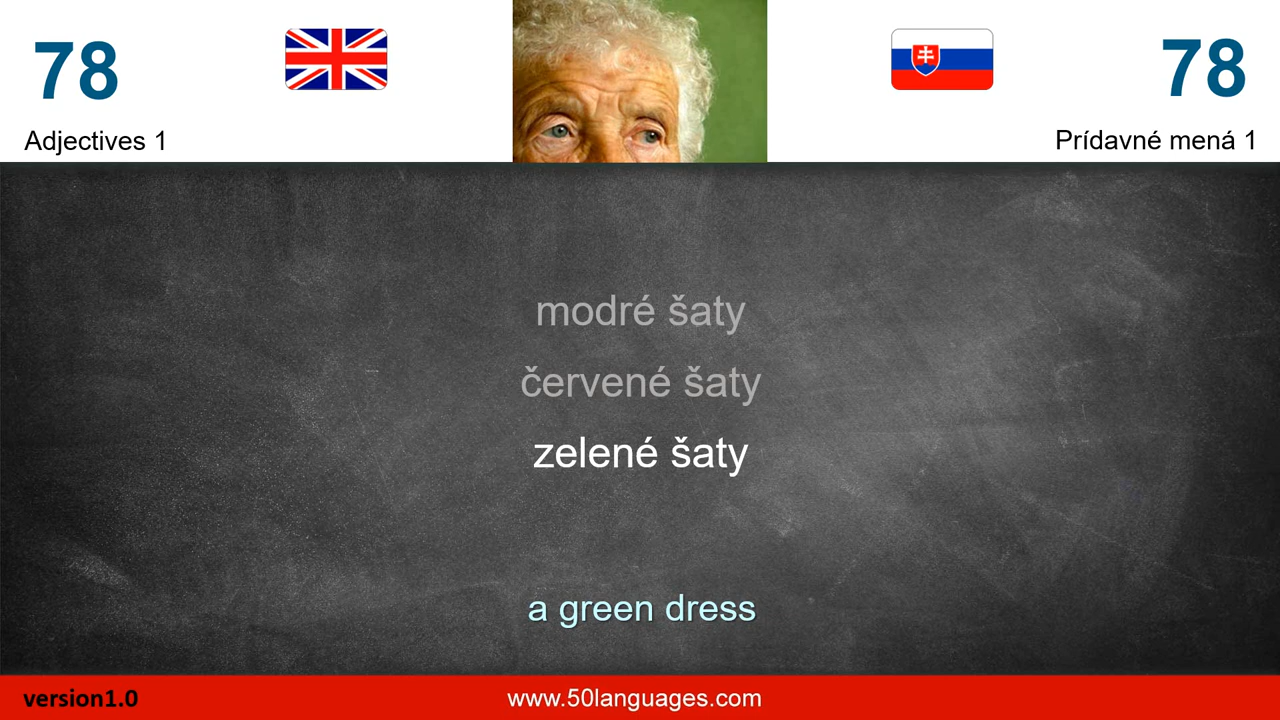 78
78
Adjectives 1
Prídavné mená 1
modré šaty
červené šaty
zelené šaty
a green dress
version1.0
www.50languages.com